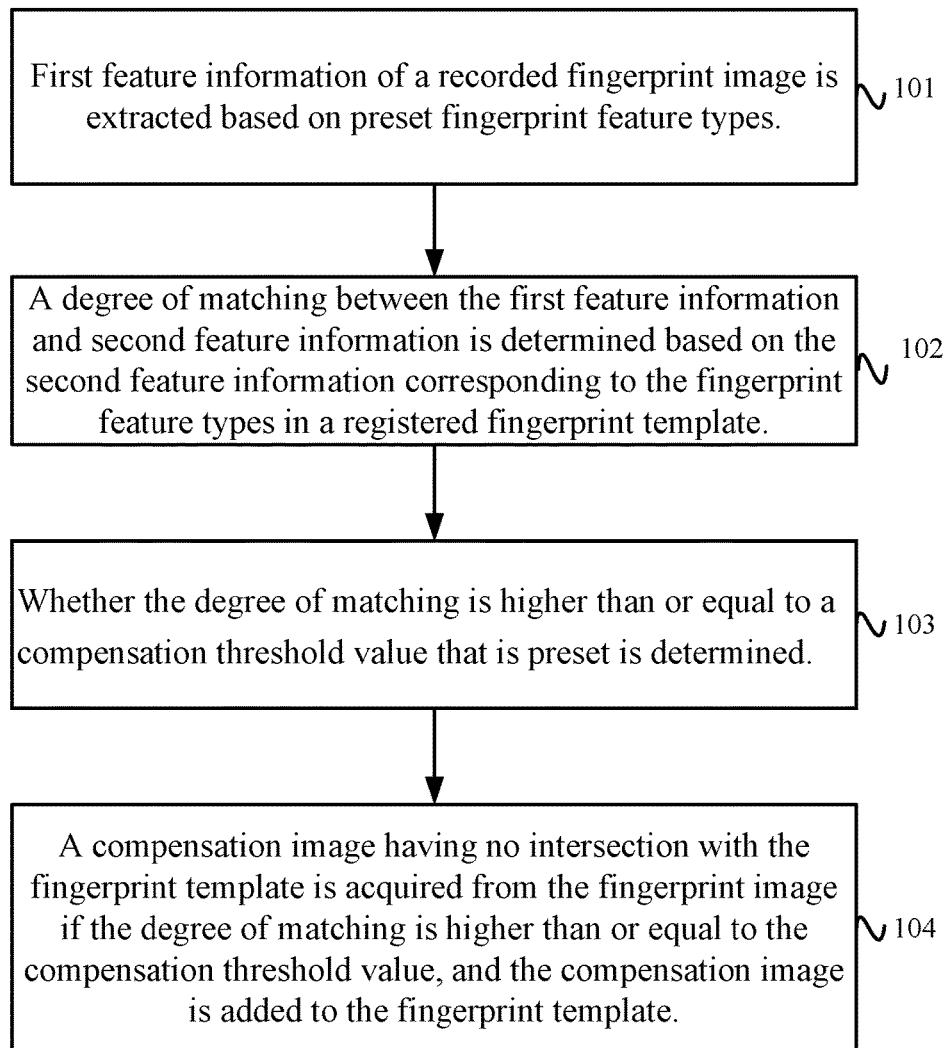 First feature information of a recorded fingerprint image is
extracted based on preset fingerprint feature types.
101
A degree of matching between the first feature information
and second feature information is determined based on the
second feature information corresponding to the fingerprint
feature types in a registered fingerprint template.
102
Whether the degree of matching is higher than or equal to a
compensation threshold value that is preset is determined.
103
A compensation image having no intersection with the
fingerprint template is acquired from the fingerprint image
if the degree of matching is higher than or equal to the
compensation threshold value, and the compensation image
is added to the fingerprint template.
104